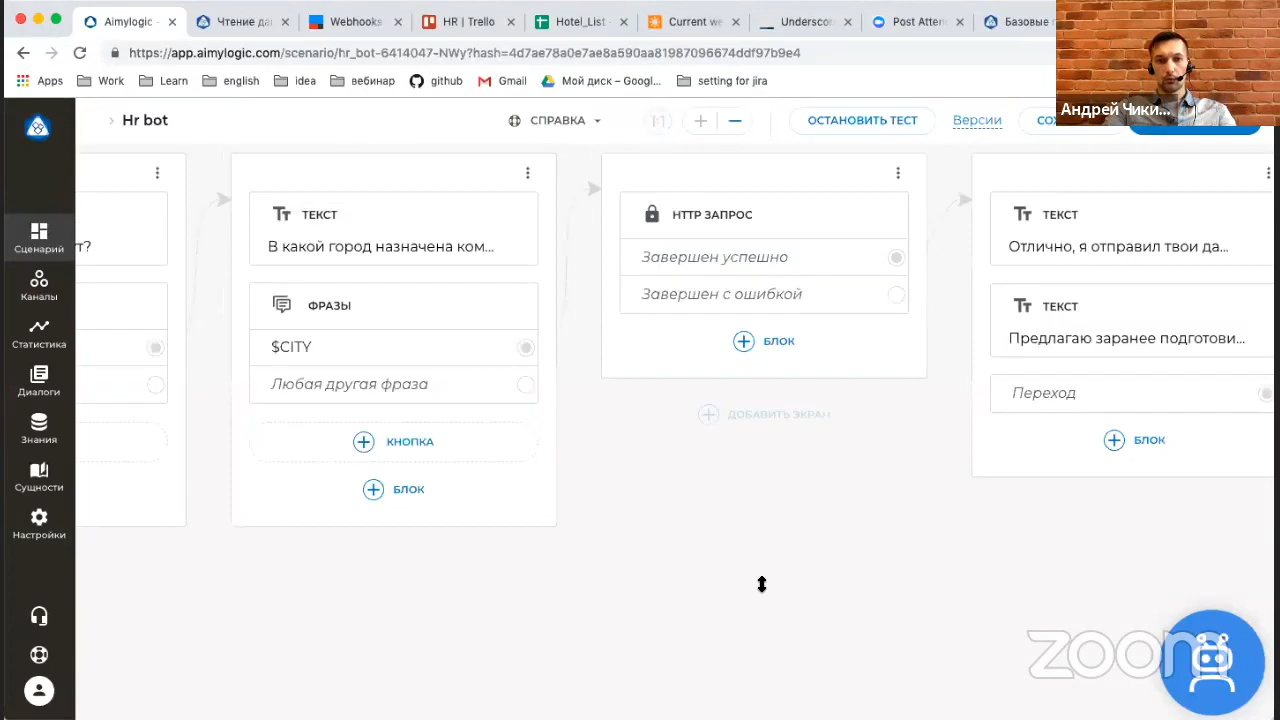 Aimylogic -
Чтение да
Webhooks
HR | Trello
Hotel_List -
Current we
Undersco
Post Atten
Базовые
https://app.aimylogic.com/scenario/hr_bot-6414047-NWy?hash=4d7ae78a0e7ae8a590aa81987096674ddf97b9e4
Apps
Work
Learn
english
idea
вебинар
github
Gmail
Мой диск – Googl...
setting for jira
Андрей Чики...
Hr bot
СПРАВКА
ОСТАНОВИТЬ ТЕСТ
Версии
СОХ
Сценарий
Каналы
Статистика
Диалоги
Знания
Сущности
Настройки
т?
ТЕКСТ
В какой город назначена ком...
ФРАЗЫ
$CITY
Любая другая фраза
КНОПКА
БЛОК
HTTP ЗАПРОС
Завершен успешно
Завершен с ошибкой
БЛОК
ДОБАВИТЬ ЭКРАН
ТЕКСТ
Отлично, я отправил твои да...
ТЕКСТ
Предлагаю заранее подготови...
Переход
БЛОК
zoom